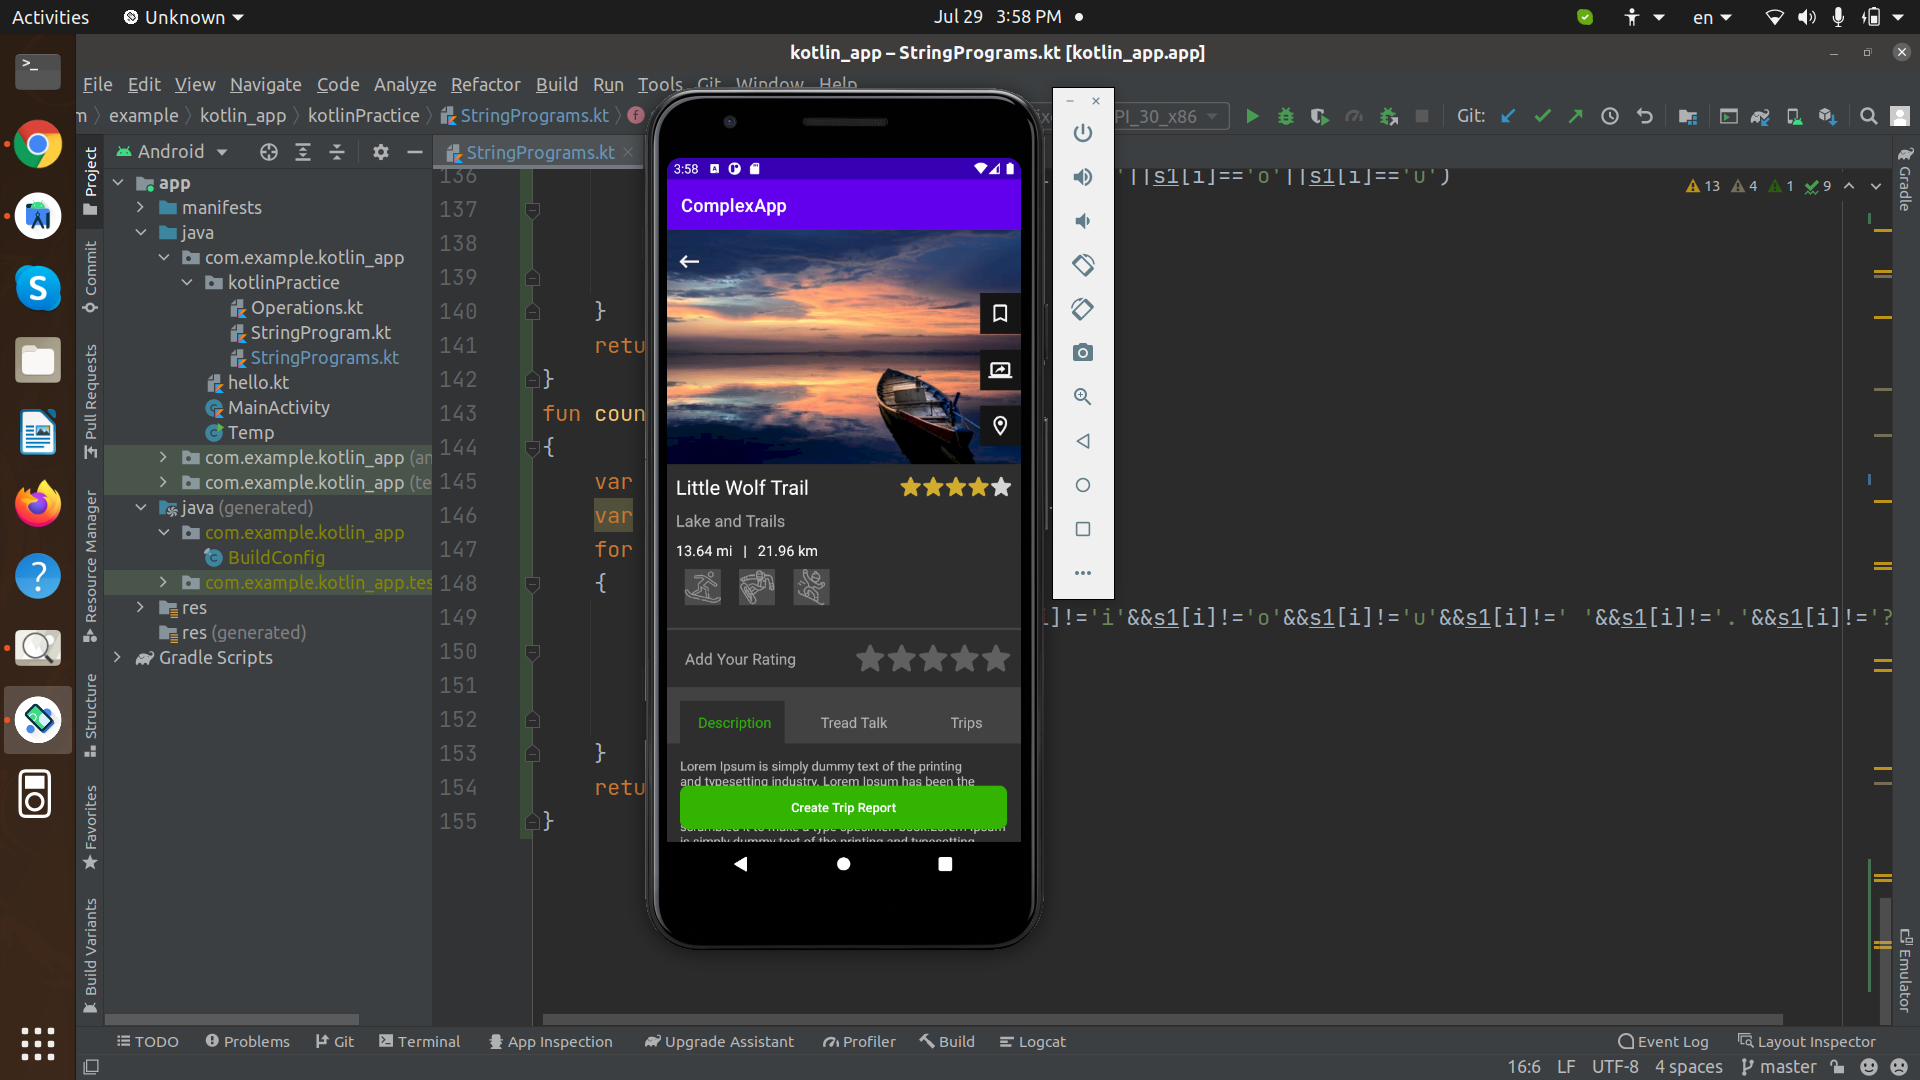 Activities
Unknown
Jul 29 3:58 PM
en
kotlin_app – StringPrograms.kt [kotlin_app.app]
File Edit View Navigate Code Analyze Refactor Build Run Tools Git Window Help
example kotlin_app kotlinPractice StringPrograms.kt
PI_30_x86
Git:
Android
StringPrograms.kt
app
manifests
java
com.example.kotlin_app
kotlinPractice
Operations.kt
StringProgram.kt
StringPrograms.kt
hello.kt
MainActivity
Temp
com.example.kotlin_app (an
com.example.kotlin_app (te
java (generated)
com.example.kotlin_app
BuildConfig
com.example.kotlin_app.tes
res
res (generated)
Gradle Scripts
Project
Commit
Pull Requests
Resource Manager
Structure
Favorites
Build Variants
136 '||s1[i]=='o'||s1[i]=='u')
13 4 1 9
137
138
139
140 }
141 retu
142 }
143 fun coun
144 {
145 var
146 var
147 for
148 {
149 ]!='i'&&s1[i]!='o'&&s1[i]!='u'&&s1[i]!=' '&&s1[i]!='.'&&s1[i]!='?
150
151
152
153 }
154 retu
155 }
3:58
ComplexApp
Little Wolf Trail
Lake and Trails
13.64 mi | 21.96 km
Add Your Rating
Description Tread Talk Trips
Lorem Ipsum is simply dummy text of the printing
and typesetting industry. Lorem Ipsum has been the
Create Trip Report
scrambled it to make a type specimen book.Lorem Ipsum
is simply dummy text of the printing and typesetting
Gradle
Emulator
TODO Problems Git Terminal App Inspection Upgrade Assistant Profiler Build Logcat Event Log Layout Inspector
16:6 LF UTF-8 4 spaces master